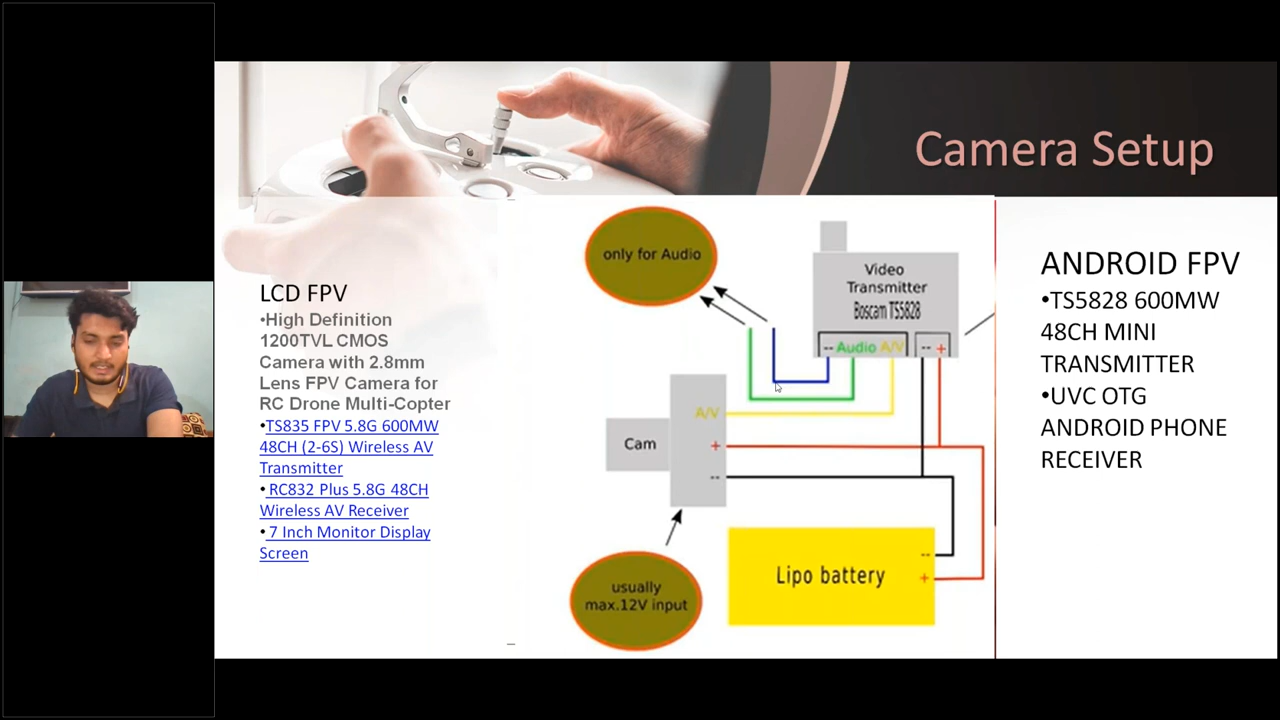 Camera Setup
LCD FPV
•High Definition
1200TVL CMOS
Camera with 2.8mm
Lens FPV Camera for
RC Drone Multi-Copter
•TS835 FPV 5.8G 600MW
48CH (2-6S) Wireless AV
Transmitter
• RC832 Plus 5.8G 48CH
Wireless AV Receiver
• 7 Inch Monitor Display
Screen
only for Audio
Video
Transmitter
Boscam TS5828
-- Audio A/V -- +
A/V
Cam
+
--
usually
max.12V input
Lipo battery
--
+
ANDROID FPV
•TS5828 600MW
48CH MINI
TRANSMITTER
•UVC OTG
ANDROID PHONE
RECEIVER